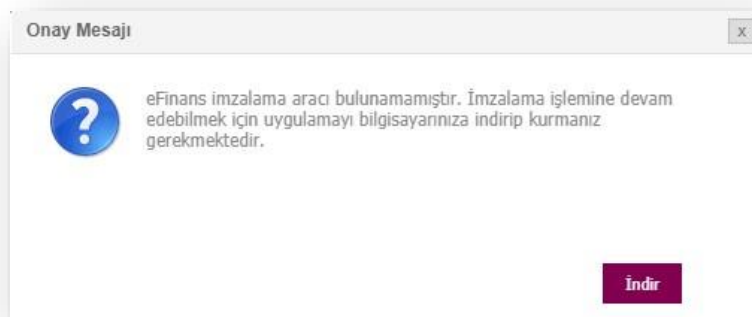 Onay Mesajı
x
eFinans imzalama aracı bulunamamıştır. İmzalama işlemine devam
edebilmek için uygulamayı bilgisayarınıza indirip kurmanız
gerekmektedir.
İndir